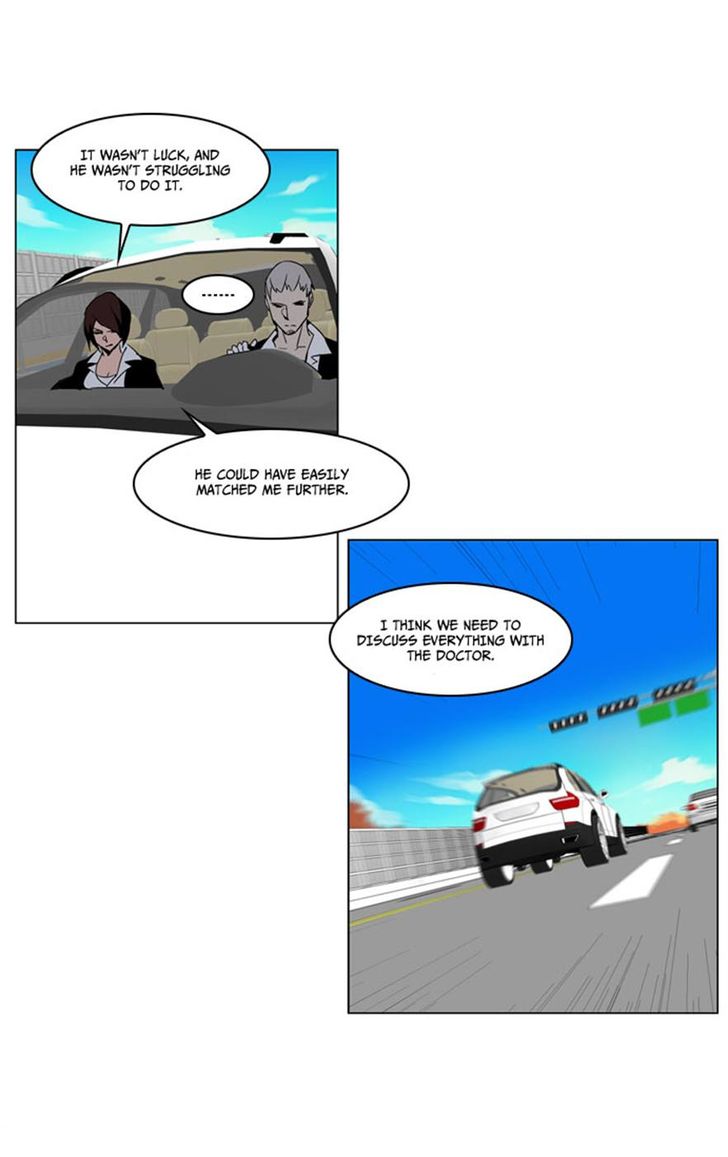 IT WASN'T LUCK, AND
HE WASN'T STRUGGLING
TO DO IT.
------
HE COULD HAVE EASILY
MATCHED ME FURTHER.
I THINK WE NEED TO
DISCUSS EVERYTHING WITH
THE DOCTOR.